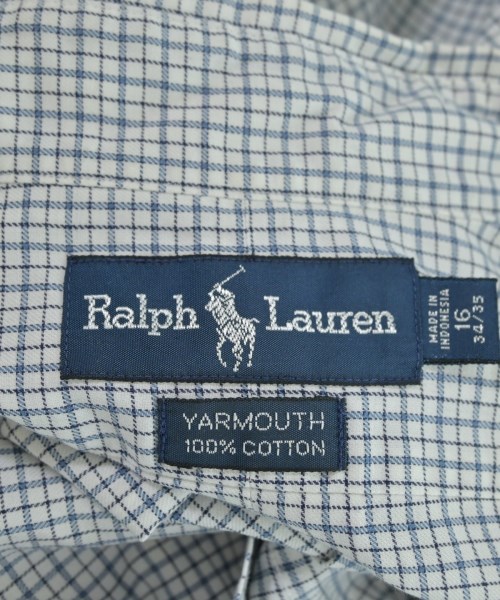 Ralph Lauren
MADE IN
INDONESIA
16
34/35
YARMOUTH
100% COTTON